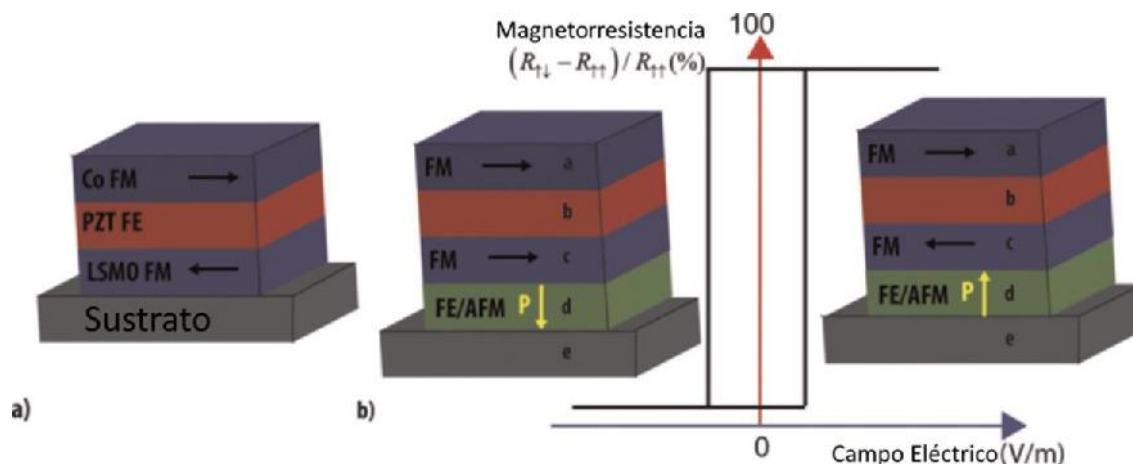 Co FM
PZT FE
LSMO FM
Sustrato
a)
FM a
b
FM c
FE/AFM P d
e
b)
Magnetorresistencia
(R↑↓ − R↑↑) / R↑↑(%)
100
0
Campo Eléctrico(V/m)
FM a
b
FM c
FE/AFM P d
e